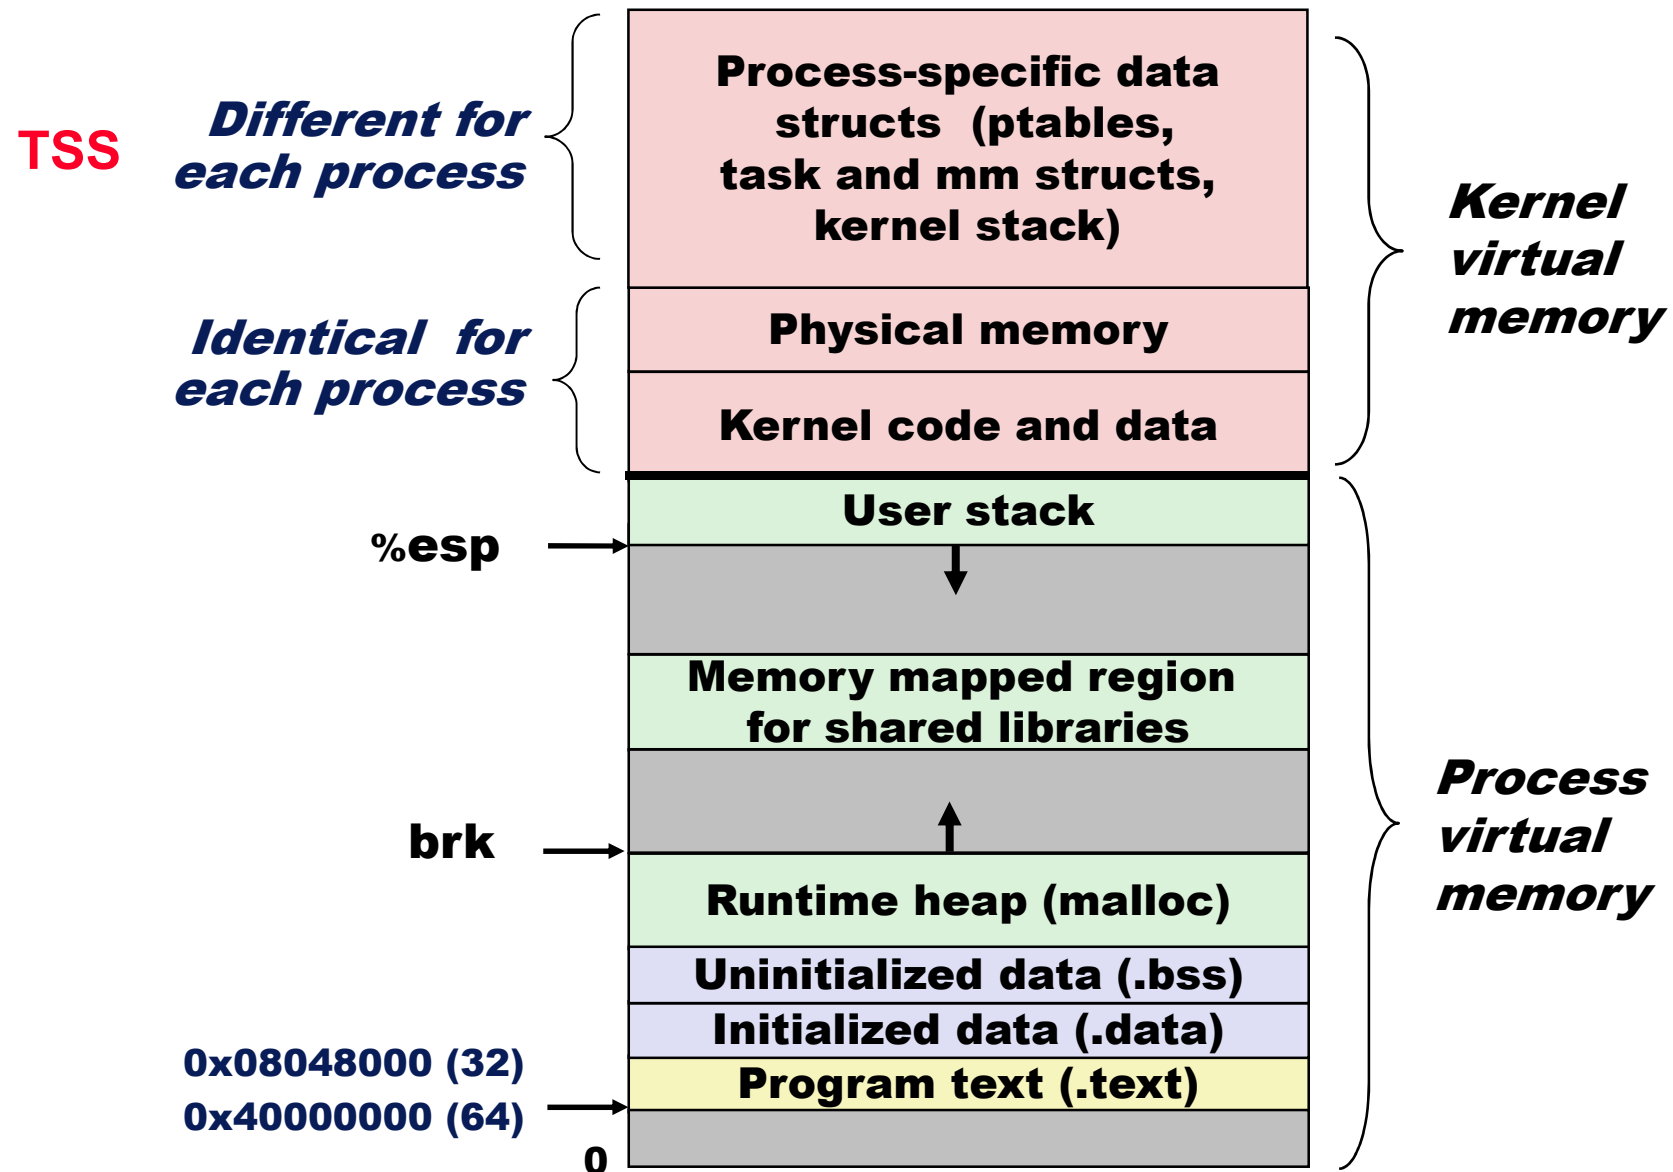 TSS
Different for
each process
Process-specific data
structs (ptables,
task and mm structs,
kernel stack)
Kernel
virtual
memory
Identical for
each process
Physical memory
Kernel code and data
User stack
%esp
Memory mapped region
for shared libraries
Process
virtual
memory
brk
Runtime heap (malloc)
Uninitialized data (.bss)
Initialized data (.data)
0x08048000 (32)
0x40000000 (64)
Program text (.text)
0